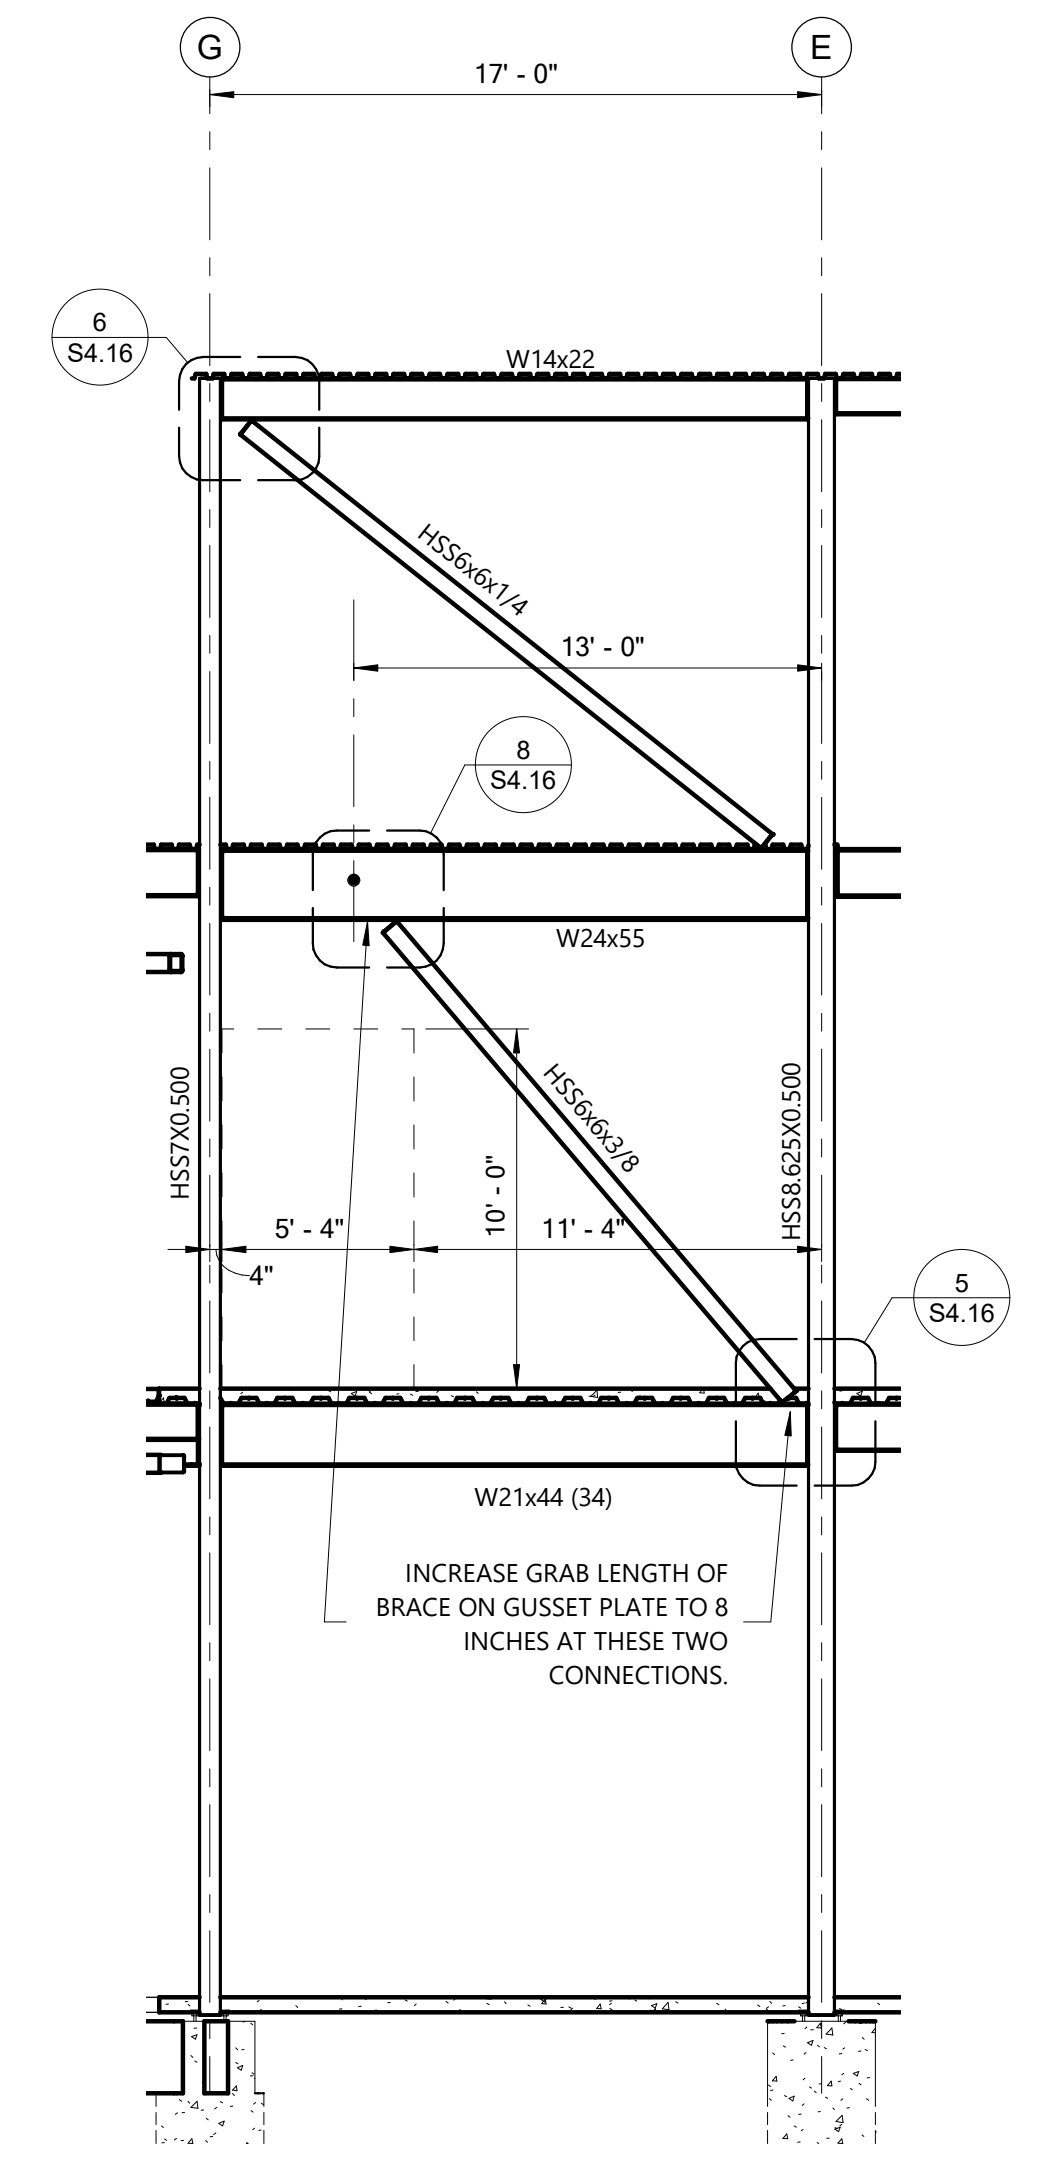 G
E
17' - 0"
6
S4.16
W14x22
HSS6x6x1/4
13' - 0"
8
S4.16
W24x55
HSS7X0.500
HSS6x6x3/8
HSS8.625X0.500
10' - 0"
5' - 4"
11' - 4"
4"
5
S4.16
W21x44 (34)
INCREASE GRAB LENGTH OF
BRACE ON GUSSET PLATE TO 8
INCHES AT THESE TWO
CONNECTIONS.